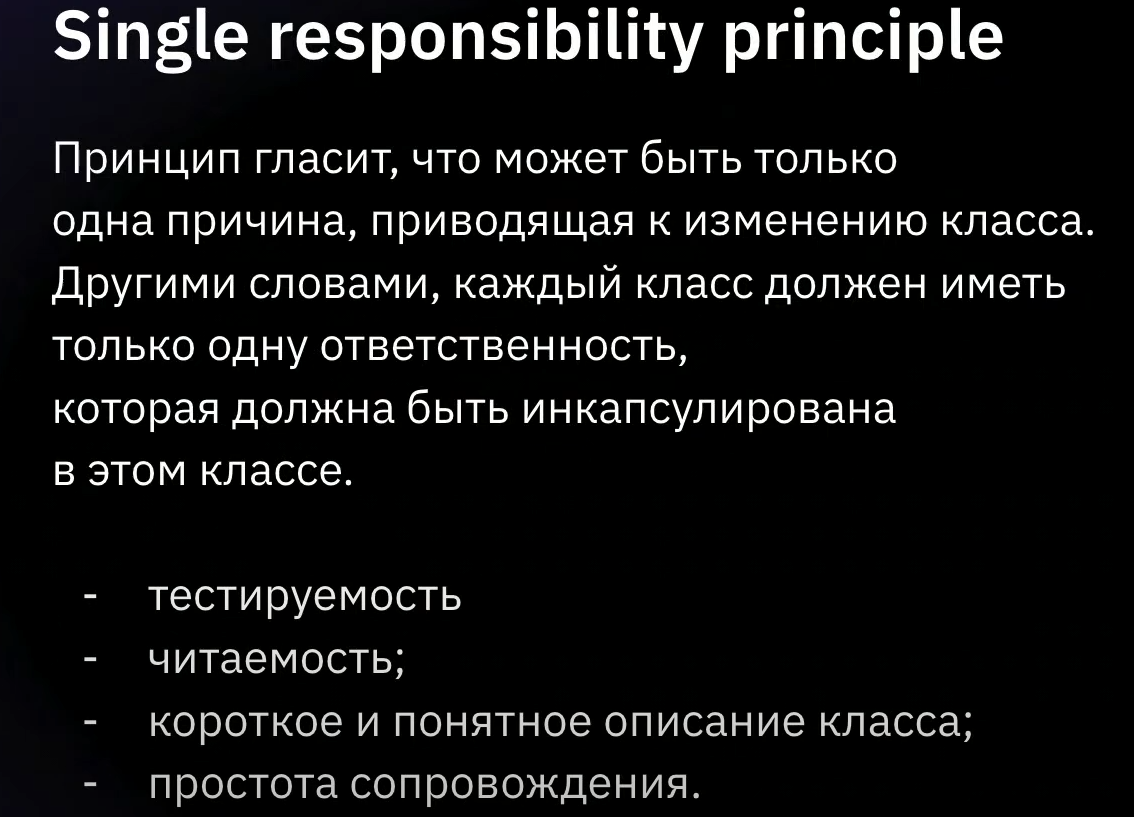 Single responsibility principle
Принцип гласит, что может быть только
одна причина, приводящая к изменению класса.
Другими словами, каждый класс должен иметь
только одну ответственность,
которая должна быть инкапсулирована
в этом классе.
- тестируемость
- читаемость;
- короткое и понятное описание класса;
- простота сопровождения.